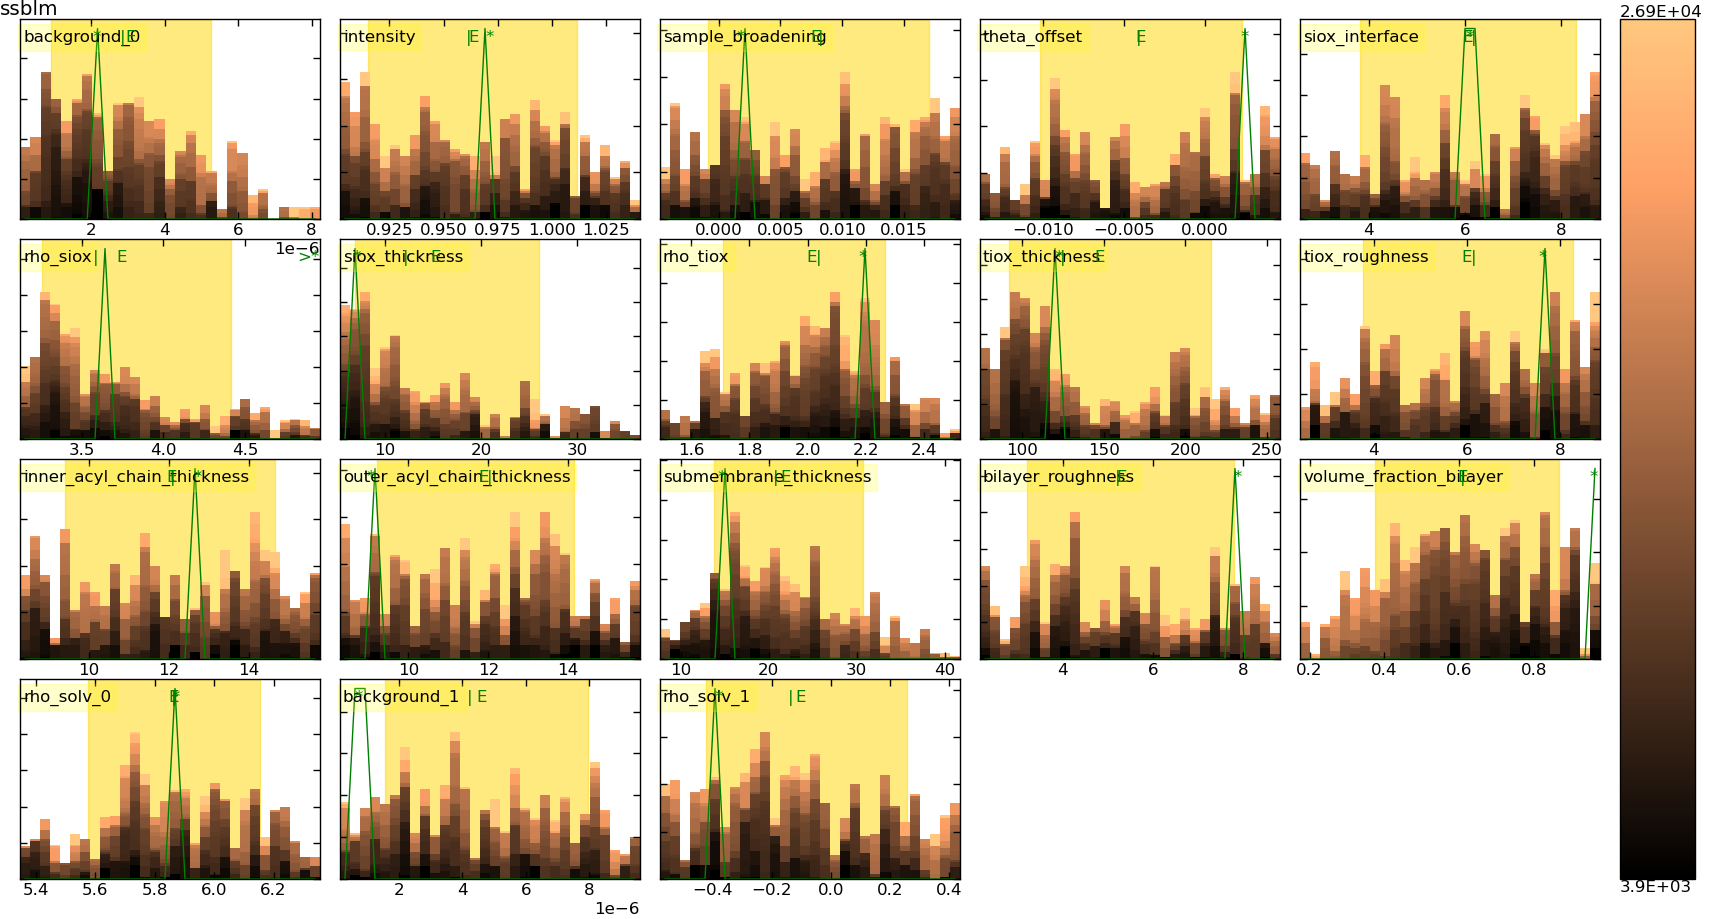 ssblm
2.69E+04
background_0 * | E
intensity | E *
sample_broadening * E |
theta_offset | E *
siox_interface E * |
2 4 6 8
0.925 0.950 0.975 1.000 1.025
0.000 0.005 0.010 0.015
−0.010 −0.005 0.000
4 6 8
1e−6
rho_siox | E >*
siox_thickness * | E
rho_tiox E | *
tiox_thickness * | E
tiox_roughness E | *
3.5 4.0 4.5
10 20 30
1.6 1.8 2.0 2.2 2.4
100 150 200 250
4 6 8
inner_acyl_chain_thickness E | *
outer_acyl_chain_thickness * E |
submembrane_thickness * | E
bilayer_roughness | E *
volume_fraction_bilayer | E *
10 12 14
10 12 14
10 20 30 40
4 6 8
0.2 0.4 0.6 0.8
rho_solv_0 E | *
background_1 E * | E
rho_solv_1 | * | E
5.4 5.6 5.8 6.0 6.2
2 4 6 8
−0.4 −0.2 0.0 0.2 0.4
3.9E+03
1e−6